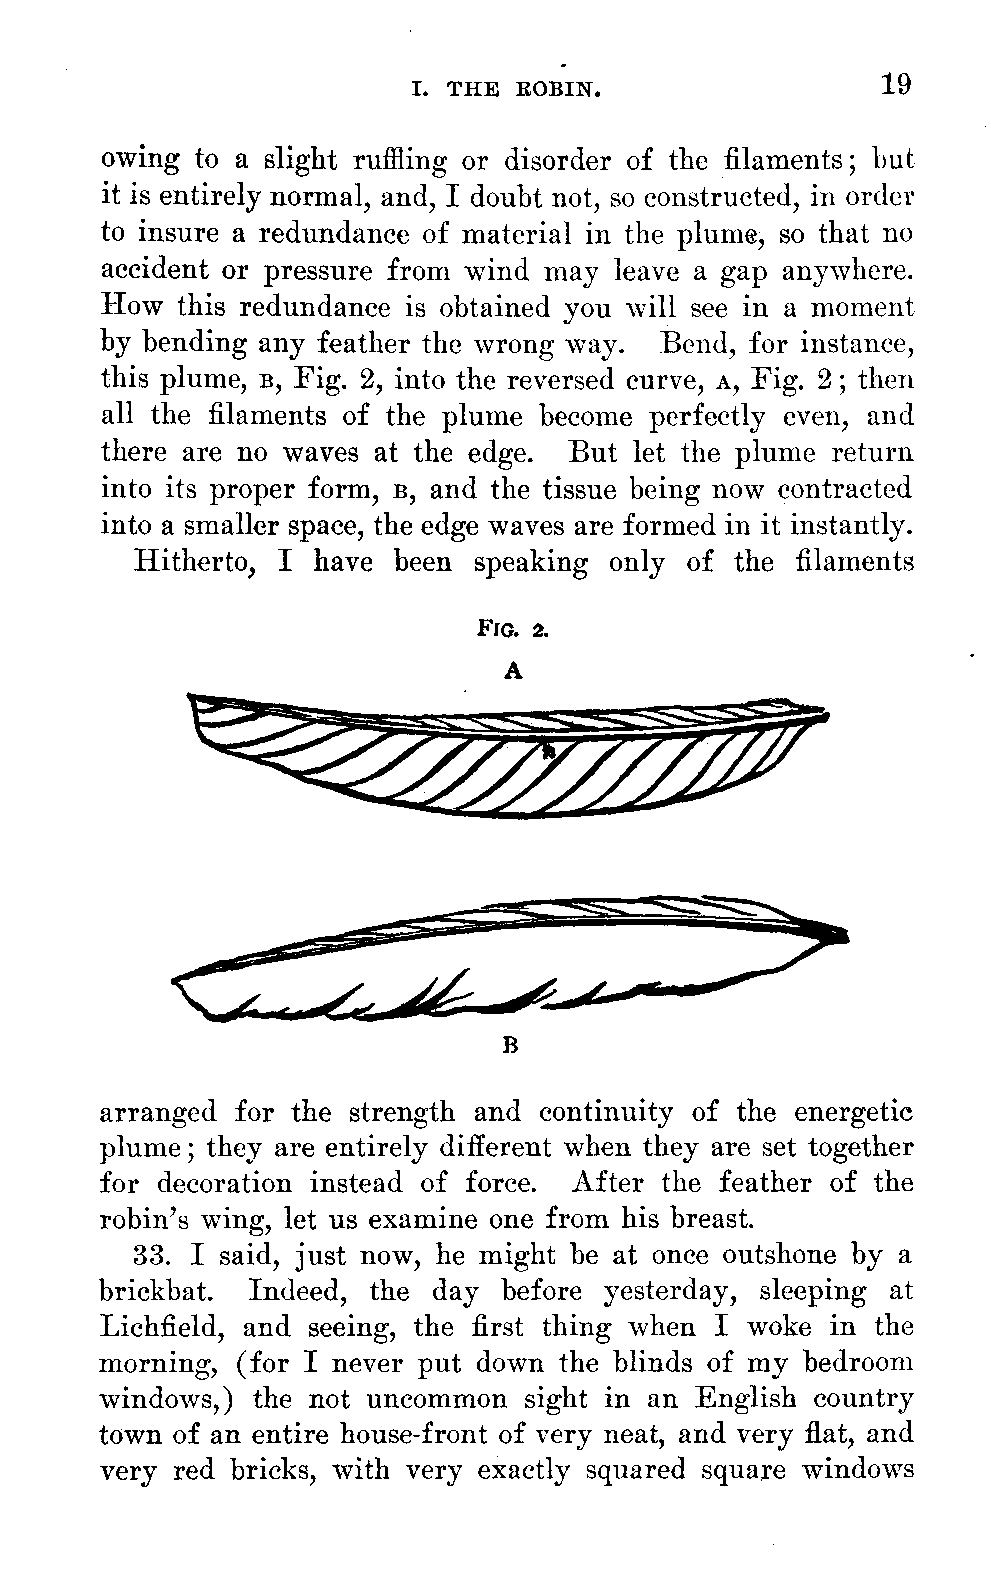 I. THE ROBIN. 19
owing to a slight ruffling or disorder of the filaments; but
it is entirely normal, and, I doubt not, so constructed, in order
to insure a redundance of material in the plume, so that no
accident or pressure from wind may leave a gap anywhere.
How this redundance is obtained you will see in a moment
by bending any feather the wrong way. Bend, for instance,
this plume, B, Fig. 2, into the reversed curve, A, Fig. 2; then
all the filaments of the plume become perfectly even, and
there are no waves at the edge. But let the plume return
into its proper form, B, and the tissue being now contracted
into a smaller space, the edge waves are formed in it instantly.
Hitherto, I have been speaking only of the filaments
FIG. 2.
A
B
arranged for the strength and continuity of the energetic
plume; they are entirely different when they are set together
for decoration instead of force. After the feather of the
robin's wing, let us examine one from his breast.
33. I said, just now, he might be at once outshone by a
brickbat. Indeed, the day before yesterday, sleeping at
Lichfield, and seeing, the first thing when I woke in the
morning, (for I never put down the blinds of my bedroom
windows,) the not uncommon sight in an English country
town of an entire house-front of very neat, and very flat, and
very red bricks, with very exactly squared square windows